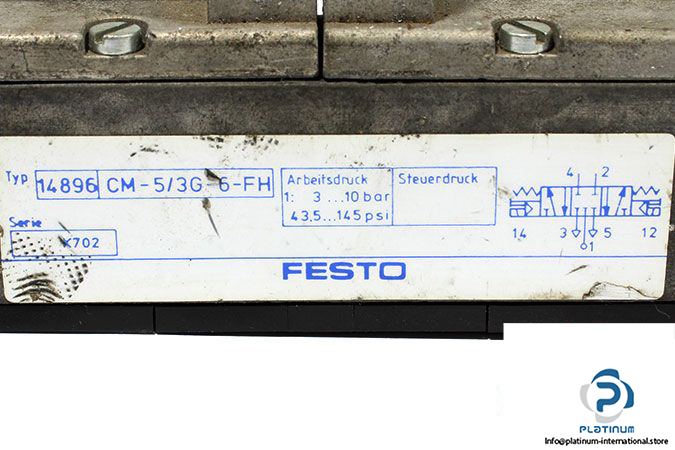 Typ 14896 CM-5/3G-6-FH
Arbeitsdruck
1: 3 ...10 bar
43,5...145 psi
Steuerdruck
4 2
14 3 5 12
1
Serie
K702
FESTO
PLATINUM
info@platinum-international.store